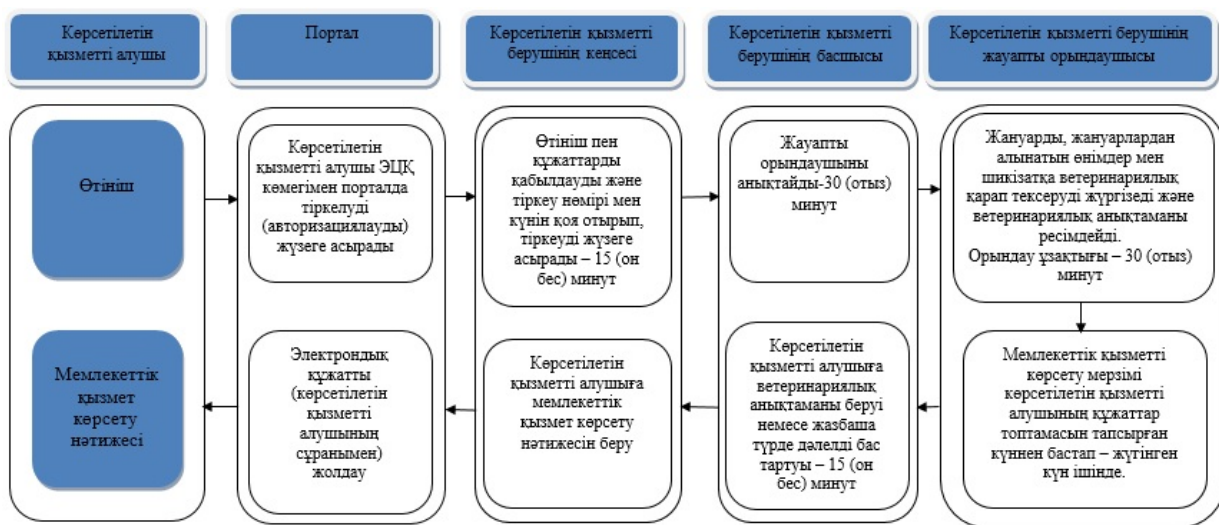 Көрсетілетін
қызметті алушы
Портал
Көрсетілетін қызметті
берушінің кеңсесі
Көрсетілетін қызметті
берушінің басшысы
Көрсетілетін қызметті берушінің
жауапты орындаушысы
Өтініш
Көрсетілетін
қызметті алушы ЭЦҚ
көмегімен порталда
тіркелуді
(авторизациялауды)
жүзеге асырады
Өтініш пен
құжаттарды
қабылдауды және
тіркеу нөмірі мен
күнін қоя отырып,
тіркеуді жүзеге
асырады – 15 (он
бес) минут
Жауапты
орындаушыны
анықтайды-30 (отыз)
минут
Жануарды, жануарлардан
алынатын өнімдер мен
шикізатқа ветеринариялық
қарап тексеруді жүргізеді және
ветеринариялық анықтаманы
ресімдейді.
Орындау ұзақтығы – 30 (отыз)
минут
Мемлекеттік
қызмет
көрсету
нәтижесі
Электрондық
құжатты
(көрсетілетін
қызметті
алушының
сұранымен)
жолдау
Көрсетілетін
қызметті алушыға
мемлекеттік
қызмет көрсету
нәтижесін беру
Көрсетілетін
қызметті алушыға
ветеринариялық
анықтаманы беруі
немесе жазбаша
түрде дәлелді бас
тартуы – 15 (он
бес) минут
Мемлекеттік қызметті
көрсету мерзімі
көрсетілетін қызметті
алушының құжаттар
топтамасын тапсырған
күннен бастап – жүгінген
күн ішінде.